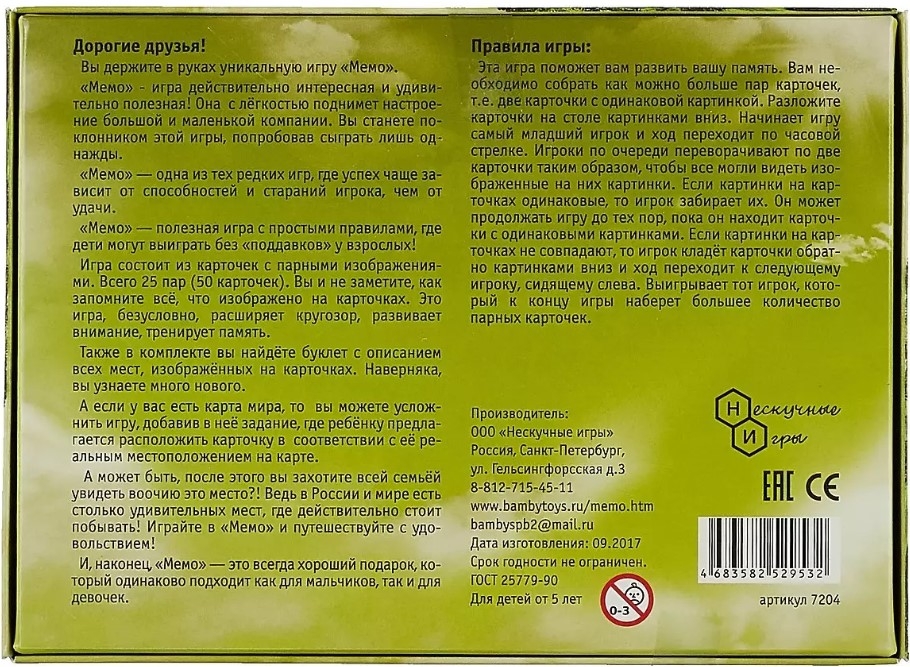 Дорогие друзья!
Вы держите в руках уникальную игру «Мемо».
«Мемо» - игра действительно интересная и удиви-
тельно полезная! Она с лёгкостью поднимет настрое-
ние большой и маленькой компании. Вы станете по-
клонником этой игры, попробовав сыграть лишь од-
нажды.
«Мемо» — одна из тех редких игр, где успех чаще за-
висит от способностей и стараний игрока, чем от
удачи.
«Мемо» — полезная игра с простыми правилами, где
дети могут выиграть без «поддавков» у взрослых!
Игра состоит из карточек с парными изображения-
ми. Всего 25 пар (50 карточек). Вы и не заметите, как
запомните всё, что изображено на карточках. Это
игра, безусловно, расширяет кругозор, развивает
внимание, тренирует память.
Также в комплекте вы найдёте буклет с описанием
всех мест, изображённых на карточках. Наверняка,
вы узнаете много нового.
А если у вас есть карта мира, то вы можете услож-
нить игру, добавив в неё задание, где ребёнку предла-
гается расположить карточку в соответствии с её ре-
альным местоположением на карте.
А может быть, после этого вы захотите всей семьёй
увидеть воочию это место?! Ведь в России и мире есть
столько удивительных мест, где действительно стоит
побывать! Играйте в «Мемо» и путешествуйте с удо-
вольствием!
И, наконец, «Мемо» — это всегда хороший подарок, ко-
торый одинаково подходит как для мальчиков, так и для
девочек.
Правила игры:
Эта игра поможет вам развить вашу память. Вам не-
обходимо собрать как можно больше пар карточек,
т.е. две карточки с одинаковой картинкой. Разложите
карточки на столе картинками вниз. Начинает игру
самый младший игрок и ход переходит по часовой
стрелке. Игроки по очереди переворачивают по две
карточки таким образом, чтобы все могли видеть изо-
браженные на них картинки. Если картинки на кар-
точках одинаковые, то игрок забирает их. Он может
продолжать игру до тех пор, пока он находит карточ-
ки с одинаковыми картинками. Если картинки на кар-
точках не совпадают, то игрок кладёт карточки обрат-
но картинками вниз и ход переходит к следующему
игроку, сидящему слева. Выигрывает тот игрок, кото-
рый к концу игры наберет большее количество
парных карточек.
Производитель:
ООО «Нескучные игры»
Россия, Санкт-Петербург,
ул. Гельсингфорсская д.3
8-812-715-45-11
www.bambytoys.ru/memo.htm
bambyspb2@mail.ru
Дата изготовления: 09.2017
Срок годности не ограничен.
ГОСТ 25779-90
Для детей от 5 лет
0-3
Нескучные
Игры
EAC CE
4 683582 529532
артикул 7204